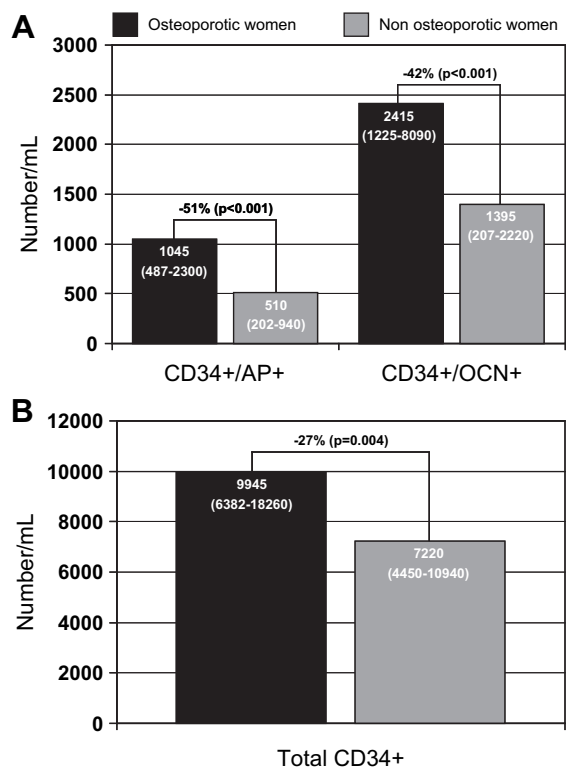 A
Osteoporotic women
Non osteoporotic women
3000
2500
2000
1500
1000
500
0
Number/mL
-51% (p<0.001)
-42% (p<0.001)
1045
(487-2300)
510
(202-940)
2415
(1225-8090)
1395
(207-2220)
CD34+/AP+
CD34+/OCN+
B
12000
10000
8000
6000
4000
2000
0
Number/mL
-27% (p=0.004)
9945
(6382-18260)
7220
(4450-10940)
Total CD34+